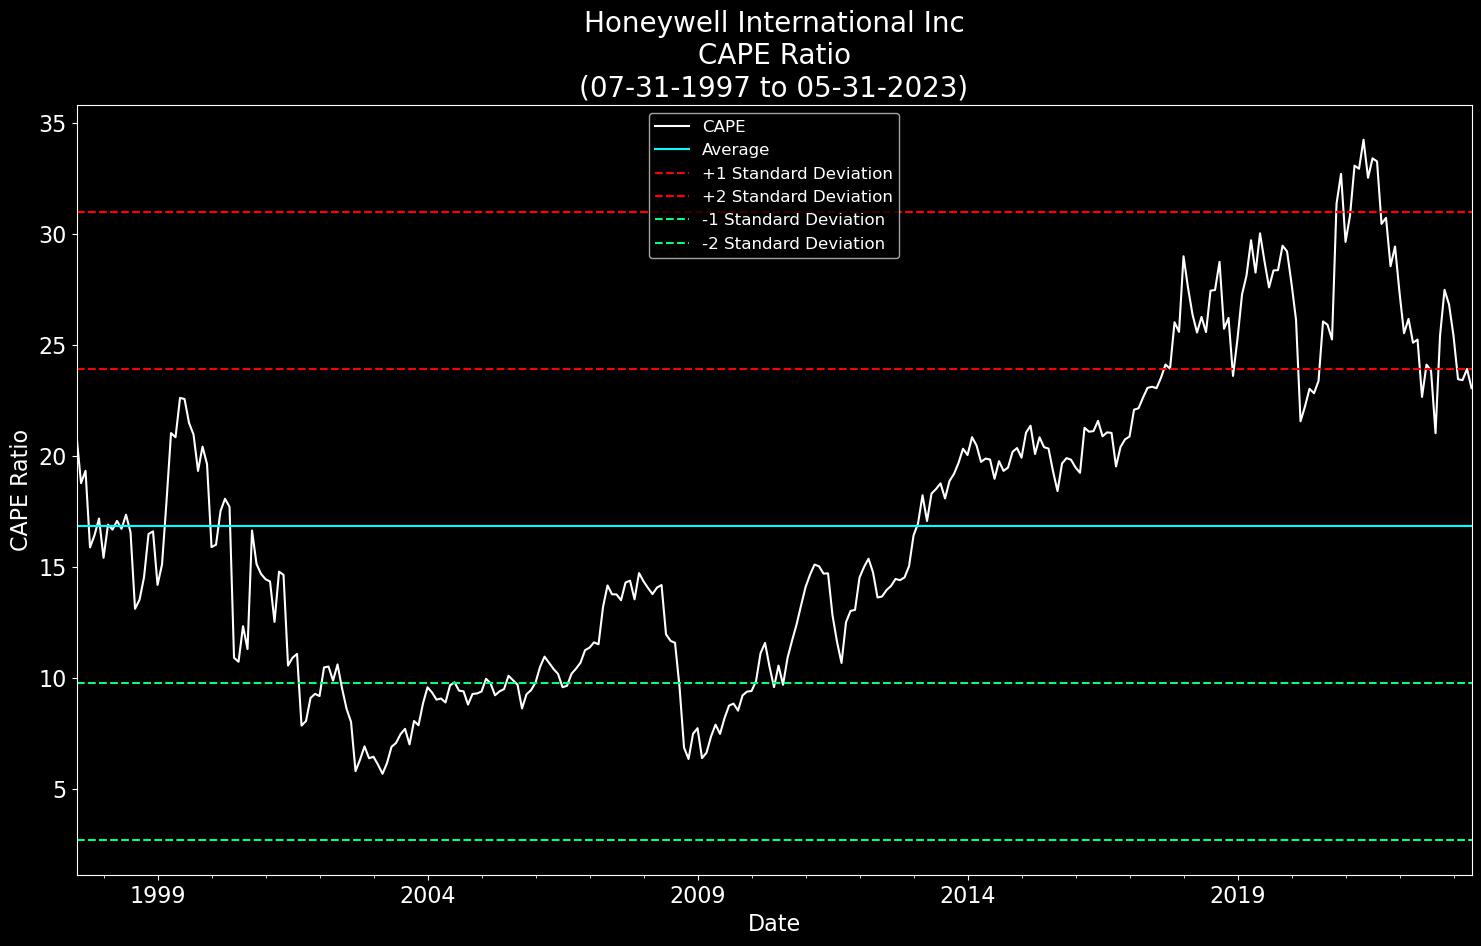 Honeywell International Inc
CAPE Ratio
(07-31-1997 to 05-31-2023)
CAPE
Average
+1 Standard Deviation
+2 Standard Deviation
-1 Standard Deviation
-2 Standard Deviation
35
30
25
20
15
10
5
CAPE Ratio
1999
2004
2009
2014
2019
Date